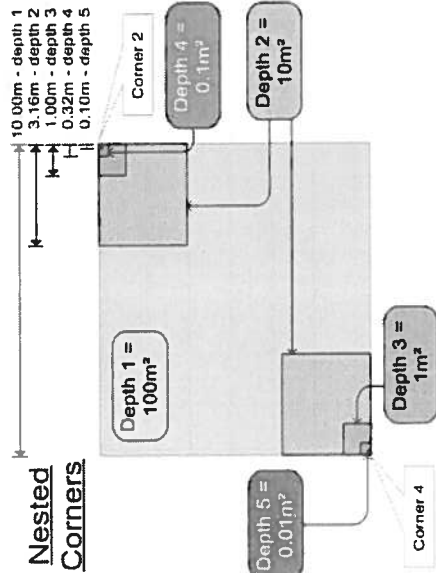 Nested
Corners
10 00m - depth 1
3.16m - depth 2
1.00m - depth 3
0.32m - depth 4
0.10m - depth 5
Corner 2
Depth 1 =
100m²
Depth 4 =
0.1m²
Depth 2 =
10m²
Depth 5 =
0.01m²
Depth 3 =
1m²
Corner 4